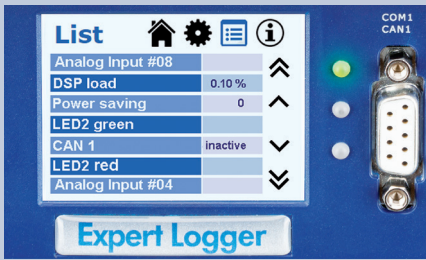 List
Analog Input #08
DSP load 0.10 %
Power saving 0
LED2 green
CAN 1 inactive
LED2 red
Analog Input #04
Expert Logger
COM1
CAN1